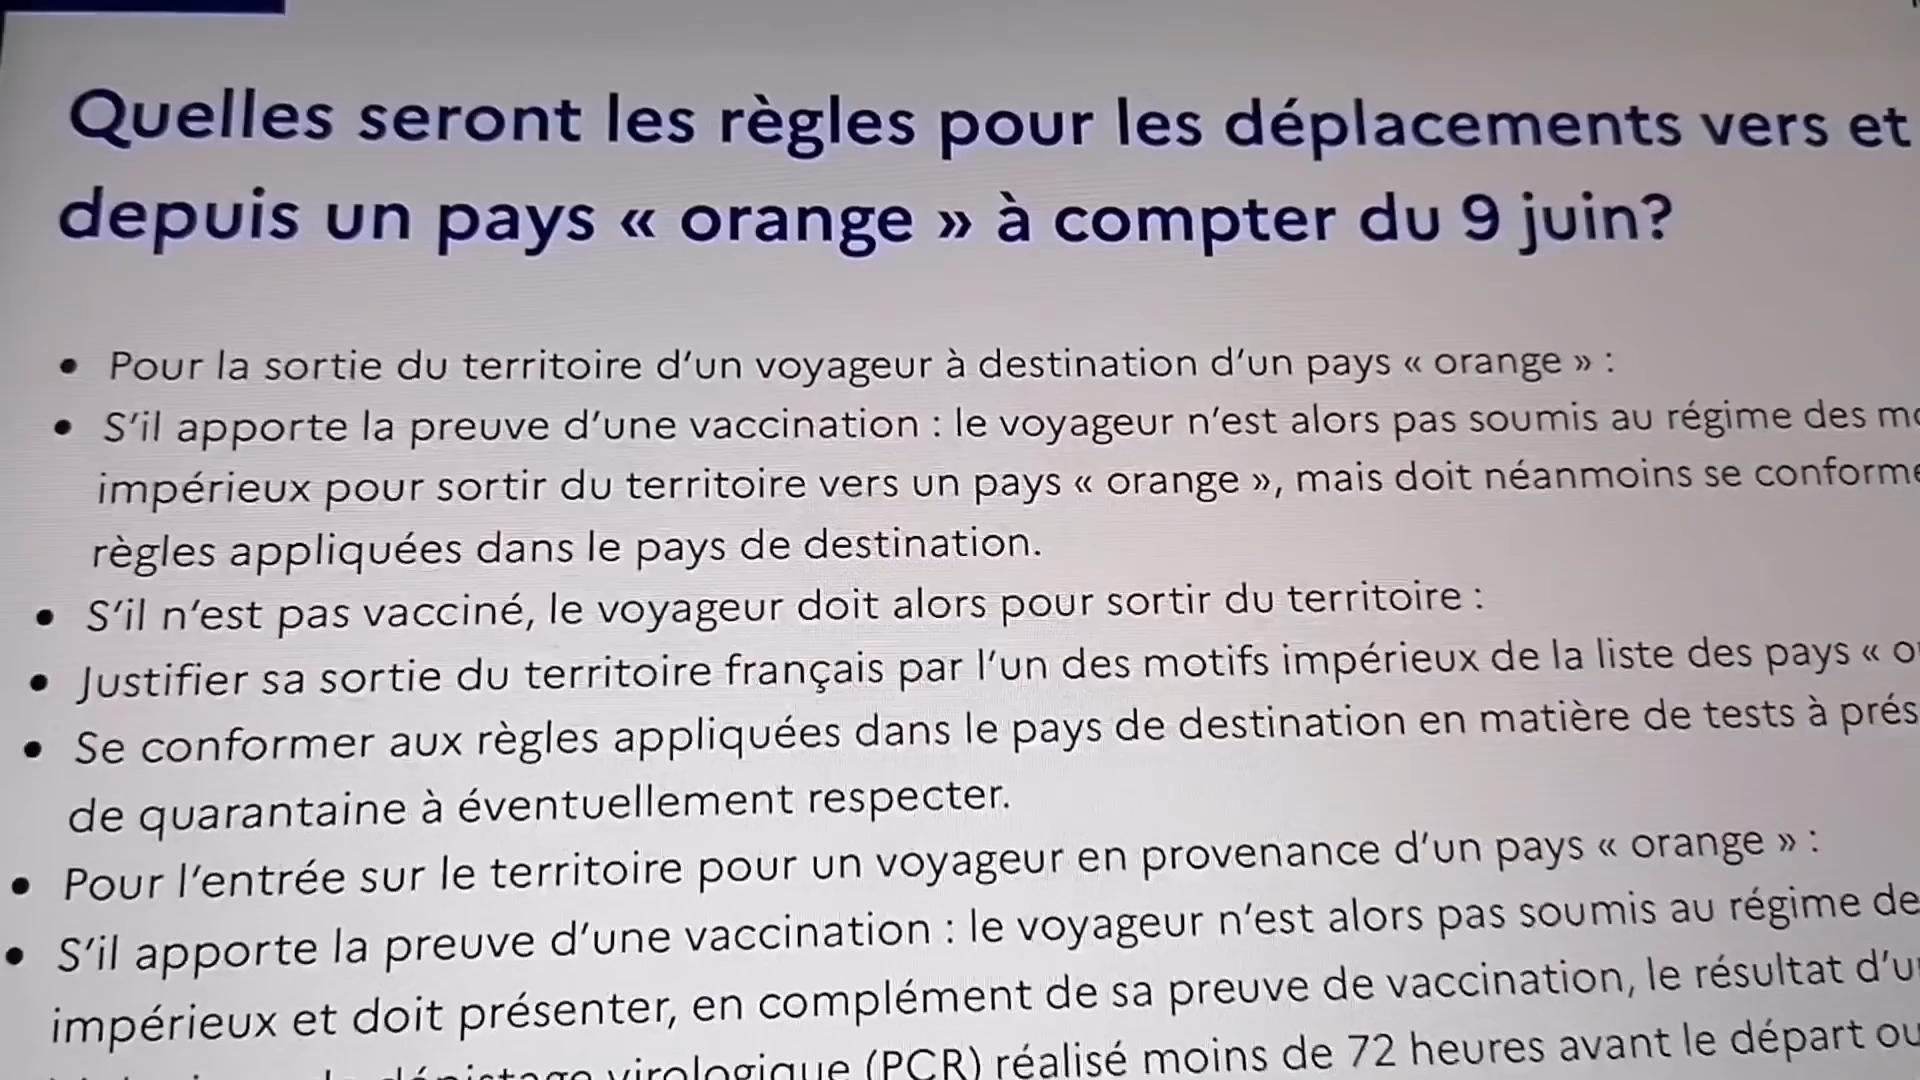 Quelles seront les règles pour les déplacements vers et
depuis un pays « orange » à compter du 9 juin?
• Pour la sortie du territoire d’un voyageur à destination d’un pays « orange » :
• S’il apporte la preuve d’une vaccination : le voyageur n’est alors pas soumis au régime des
impérieux pour sortir du territoire vers un pays « orange », mais doit néanmoins se
règles appliquées dans le pays de destination.
• S’il n’est pas vacciné, le voyageur doit alors pour sortir du territoire :
• Justifier sa sortie du territoire français par l’un des motifs impérieux de la liste des pays «
• Se conformer aux règles appliquées dans le pays de destination en matière de tests à
de quarantaine à éventuellement respecter.
• Pour l’entrée sur le territoire pour un voyageur en provenance d’un pays « orange » :
• S’il apporte la preuve d’une vaccination : le voyageur n’est alors pas soumis au régime
impérieux et doit présenter, en complément de sa preuve de vaccination, le résultat
virologique (PCR) réalisé moins de 72 heures avant le départ ou